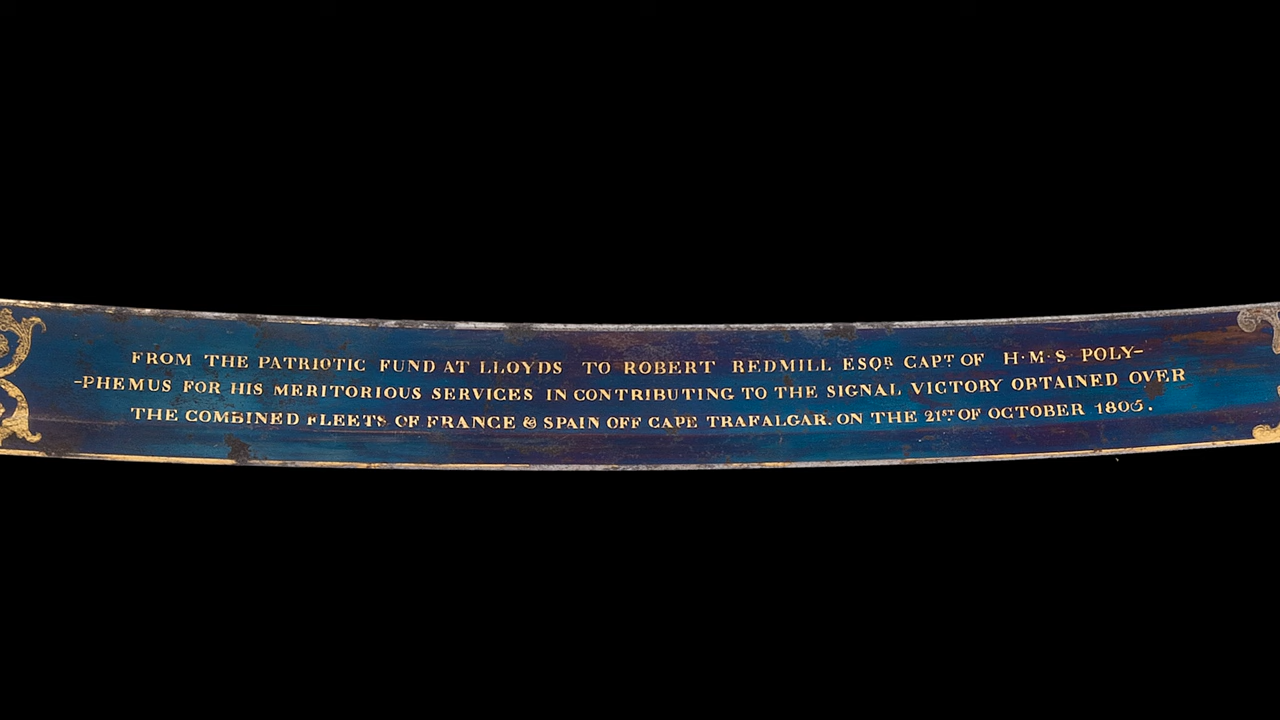 FROM THE PATRIOTIC FUND AT LLOYDS TO ROBERT REDMILL ESQR CAPT OF H·M·S POLY-
-PHEMUS FOR HIS MERITORIOUS SERVICES IN CONTRIBUTING TO THE SIGNAL VICTORY OBTAINED OVER
THE COMBINED FLEETS OF FRANCE & SPAIN OFF CAPE TRAFALGAR. ON THE 21ST OF OCTOBER 1805.